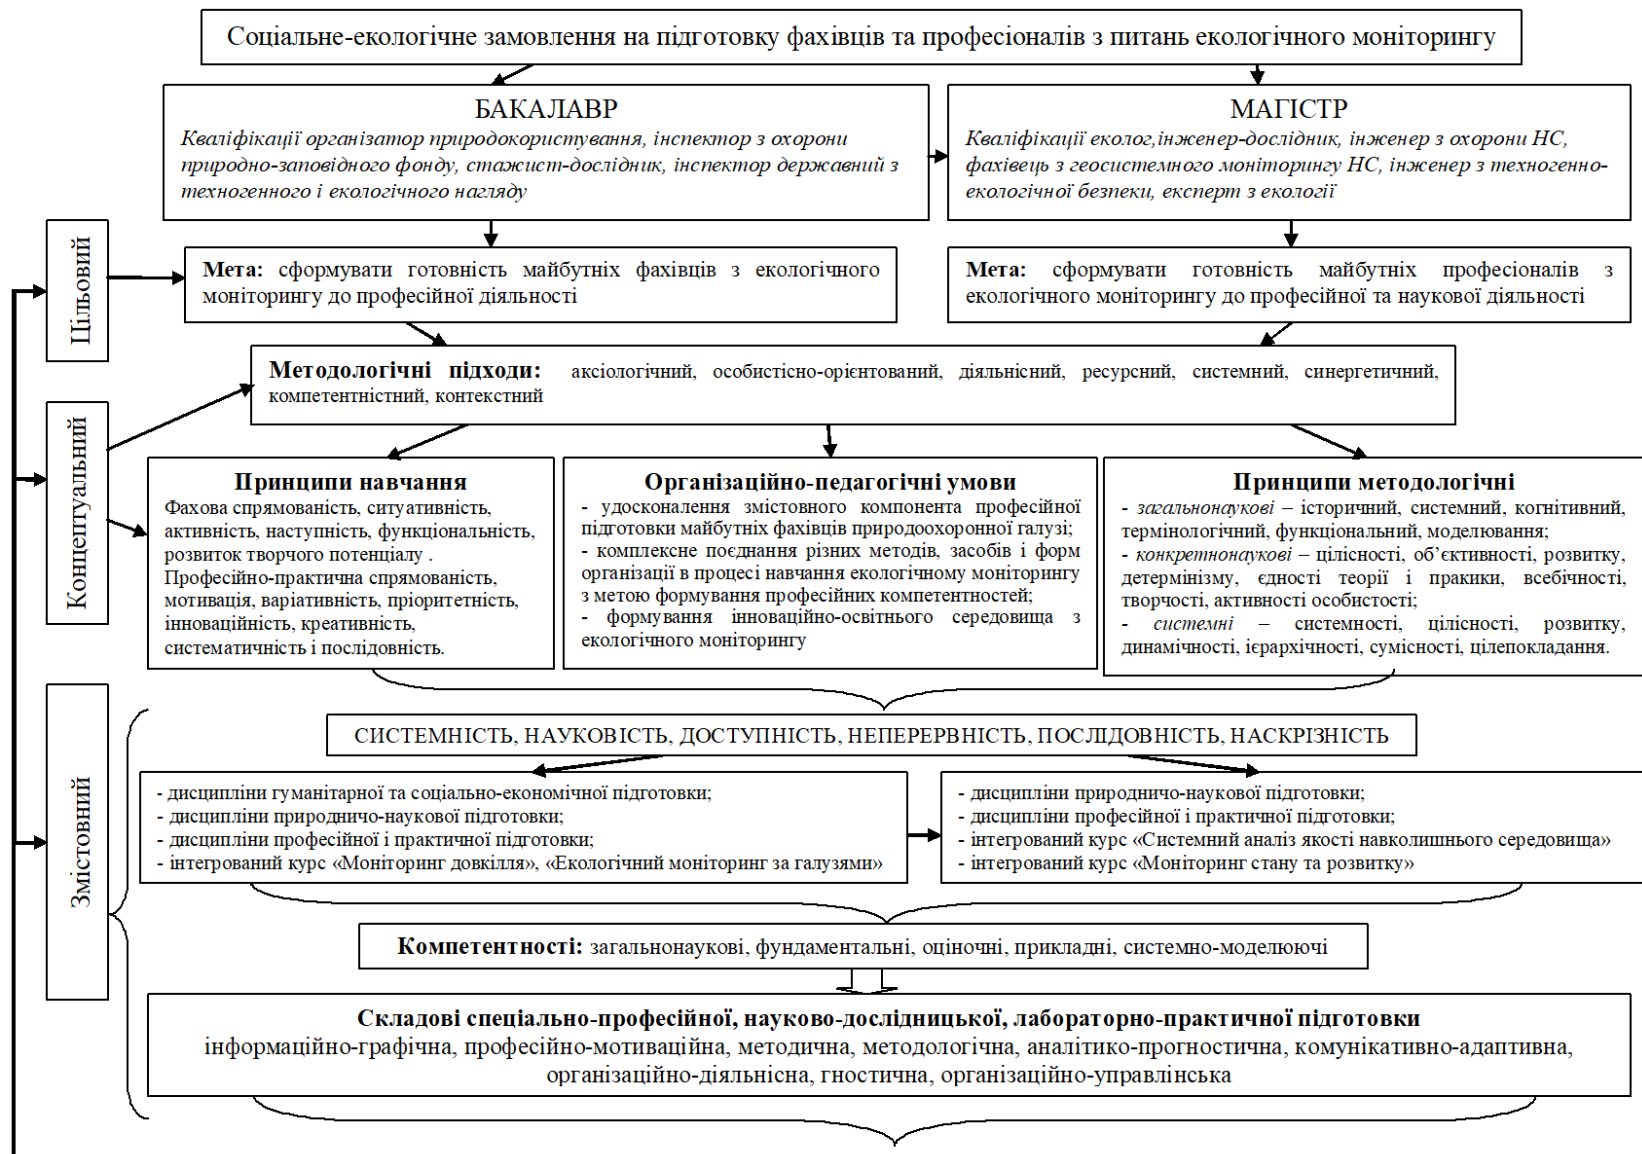 Соціальне-екологічне замовлення на підготовку фахівців та професіоналів з питань екологічного моніторингу
БАКАЛАВР
Кваліфікації організатор природокористування, інспектор з охорони
природно-заповідного фонду, стажист-дослідник, інспектор державний з
техногенного і екологічного нагляду
МАГІСТР
Кваліфікації еколог,інженер-дослідник, інженер з охорони НС,
фахівець з геосистемного моніторингу НС, інженер з техногенно-
екологічної безпеки, експерт з екології
Цільовий
Мета: сформувати готовність майбутніх фахівців з екологічного
моніторингу до професійної діяльності
Мета: сформувати готовність майбутніх професіоналів з
екологічного моніторингу до професійної та наукової діяльності
Концептуальний
Методологічні підходи: аксіологічний, особистісно-орієнтований, діяльнісний, ресурсний, системний, синергетичний,
компетентністний, контекстний
Принципи навчання
Фахова спрямованість, ситуативність,
активність, наступність, функціональність,
розвиток творчого потенціалу .
Професійно-практична спрямованість,
мотивація, варіативність, пріоритетність,
інноваційність, креативність,
систематичність і послідовність.
Організаційно-педагогічні умови
- удосконалення змістового компонента професійної
підготовки майбутніх фахівців природоохоронної галузі;
- комплексне поєднання різних методів, засобів і форм
організації в процесі навчання екологічному моніторингу
з метою формування професійних компетентностей;
- формування інноваційно-освітнього середовища з
екологічного моніторингу
Принципи методологічні
- загальнонаукові – історичний, системний, когнітивний,
термінологічний, функціональний, моделювання;
- конкретнонаукові – цілісності, об’єктивності, розвитку,
детермінізму, єдності теорії і пракики, всебічності,
творчості, активності особистості;
- системні – системності, цілісності, розвитку,
динамічності, ієрархічності, сумісності, цілепокладання.
Змістовний
СИСТЕМНІСТЬ, НАУКОВІСТЬ, ДОСТУПНІСТЬ, НЕПЕРЕРВНІСТЬ, ПОСЛІДОВНІСТЬ, НАСКРІЗНІСТЬ
- дисципліни гуманітарної та соціально-економічної підготовки;
- дисципліни природничо-наукової підготовки;
- дисципліни професійної і практичної підготовки;
- інтегрований курс «Моніторинг довкілля», «Екологічний моніторинг за галузями»
- дисципліни природничо-наукової підготовки;
- дисципліни професійної і практичної підготовки;
- інтегрований курс «Системний аналіз якості навколишнього середовища»
- інтегрований курс «Моніторинг стану та розвитку»
Компетентності: загальнонаукові, фундаментальні, оціночні, прикладні, системно-моделюючі
Складові спеціально-професійної, науково-дослідницької, лабораторно-практичної підготовки
інформаційно-графічна, професійно-мотиваційна, методична, методологічна, аналітико-прогностична, комунікативно-адаптивна,
організаційно-діяльнісна, гностична, організаційно-управлінська